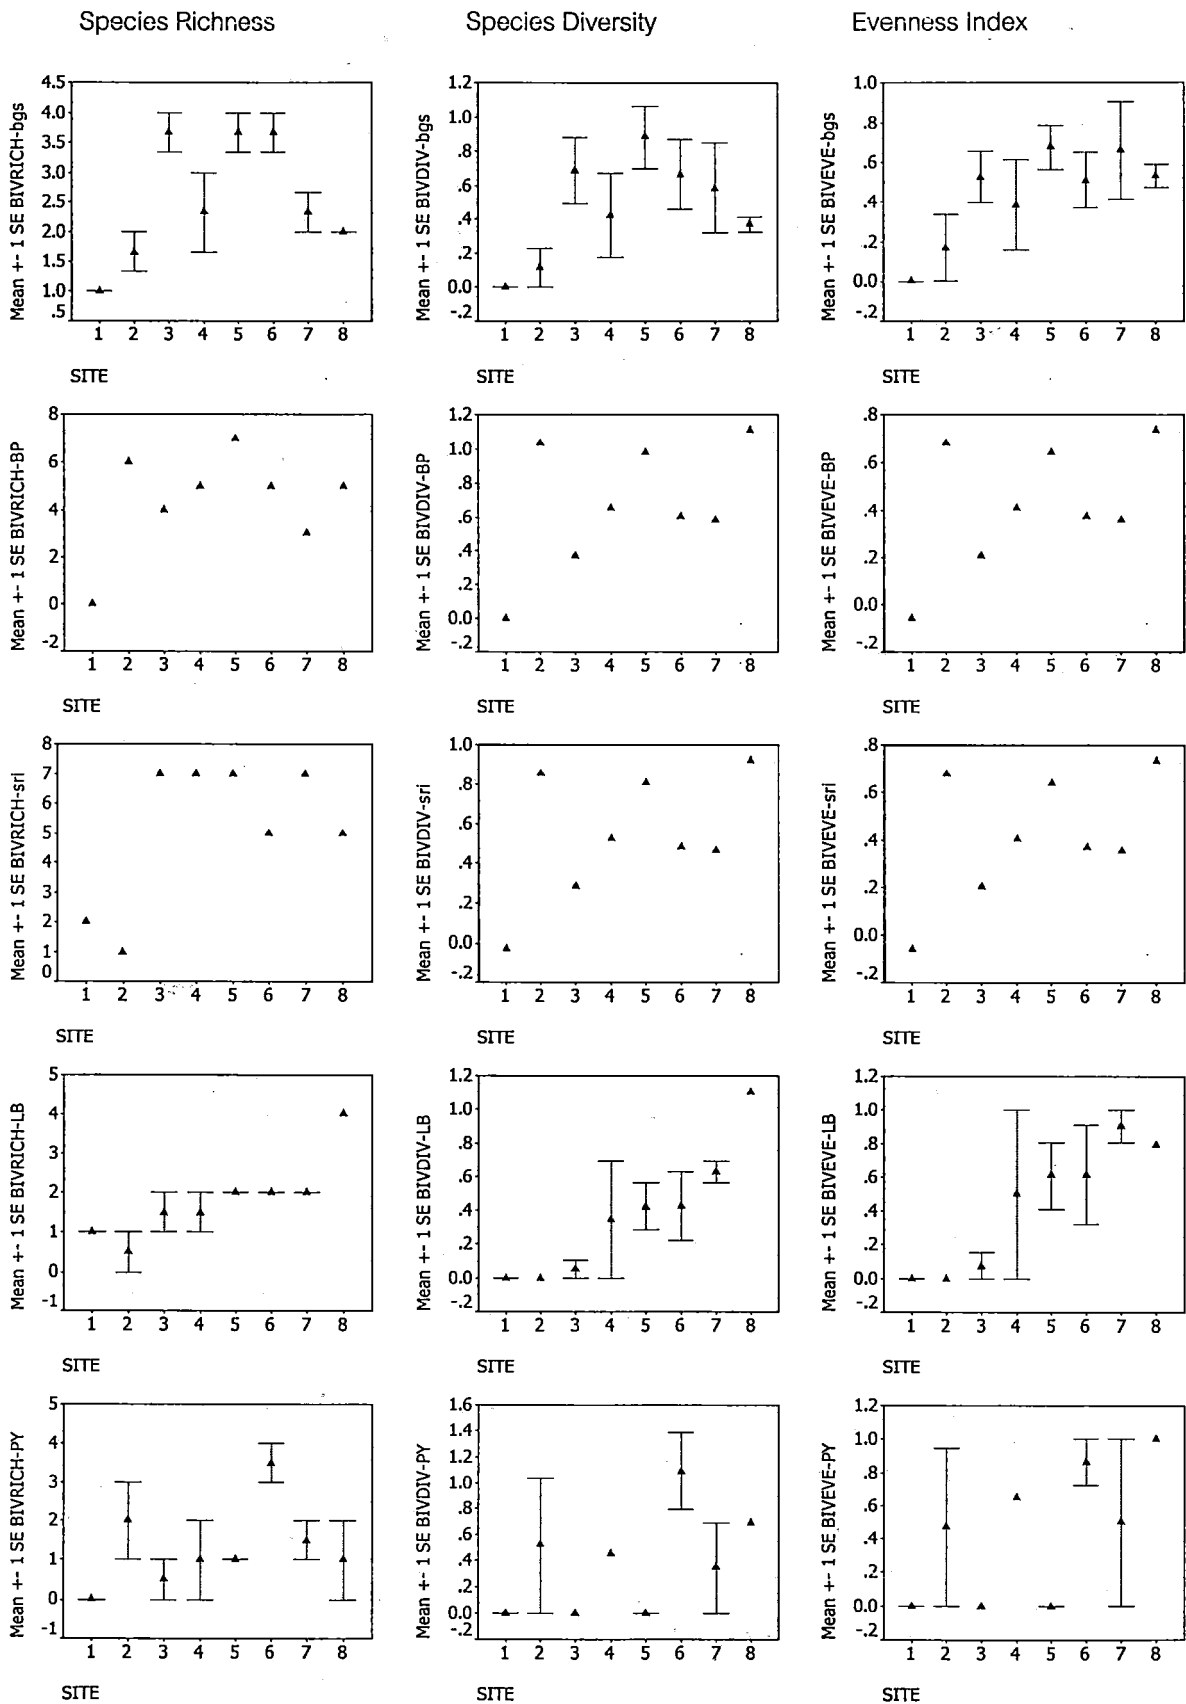 Species Richness
Species Diversity
Evenness Index
Mean +- 1 SE BIVRICH-bgs
4.5
4.0
3.5
3.0
2.5
2.0
1.5
1.0
.5
1 2 3 4 5 6 7 8
SITE
Mean +- 1 SE BIVDIV-bgs
1.2
1.0
.8
.6
.4
.2
0.0
-.2
1 2 3 4 5 6 7 8
SITE
Mean +- 1 SE BIVEVE-bgs
1.0
.8
.6
.4
.2
0.0
-.2
1 2 3 4 5 6 7 8
SITE
Mean +- 1 SE BIVRICH-BP
8
6
4
2
0
-2
1 2 3 4 5 6 7 8
SITE
Mean +- 1 SE BIVDIV-BP
1.2
1.0
.8
.6
.4
.2
0.0
-.2
1 2 3 4 5 6 7 8
SITE
Mean +- 1 SE BIVEVE-BP
.8
.6
.4
.2
0.0
-.2
1 2 3 4 5 6 7 8
SITE
Mean +- 1 SE BIVRICH-sri
8
7
6
5
4
3
2
1
0
1 2 3 4 5 6 7 8
SITE
Mean +- 1 SE BIVDIV-sri
1.0
.8
.6
.4
.2
0.0
-.2
1 2 3 4 5 6 7 8
SITE
Mean +- 1 SE BIVEVE-sri
.8
.6
.4
.2
0.0
-.2
1 2 3 4 5 6 7 8
SITE
Mean +- 1 SE BIVRICH-LB
5
4
3
2
1
0
-1
1 2 3 4 5 6 7 8
SITE
Mean +- 1 SE BIVDIV-LB
1.2
1.0
.8
.6
.4
.2
0.0
-.2
1 2 3 4 5 6 7 8
SITE
Mean +- 1 SE BIVEVE-LB
1.2
1.0
.8
.6
.4
.2
0.0
-.2
1 2 3 4 5 6 7 8
SITE
Mean +- 1 SE BIVRICH-PY
5
4
3
2
1
0
-1
1 2 3 4 5 6 7 8
SITE
Mean +- 1 SE BIVDIV-PY
1.6
1.4
1.2
1.0
.8
.6
.4
.2
0.0
-.2
1 2 3 4 5 6 7 8
SITE
Mean +- 1 SE BIVEVE-PY
1.2
1.0
.8
.6
.4
.2
0.0
-.2
1 2 3 4 5 6 7 8
SITE